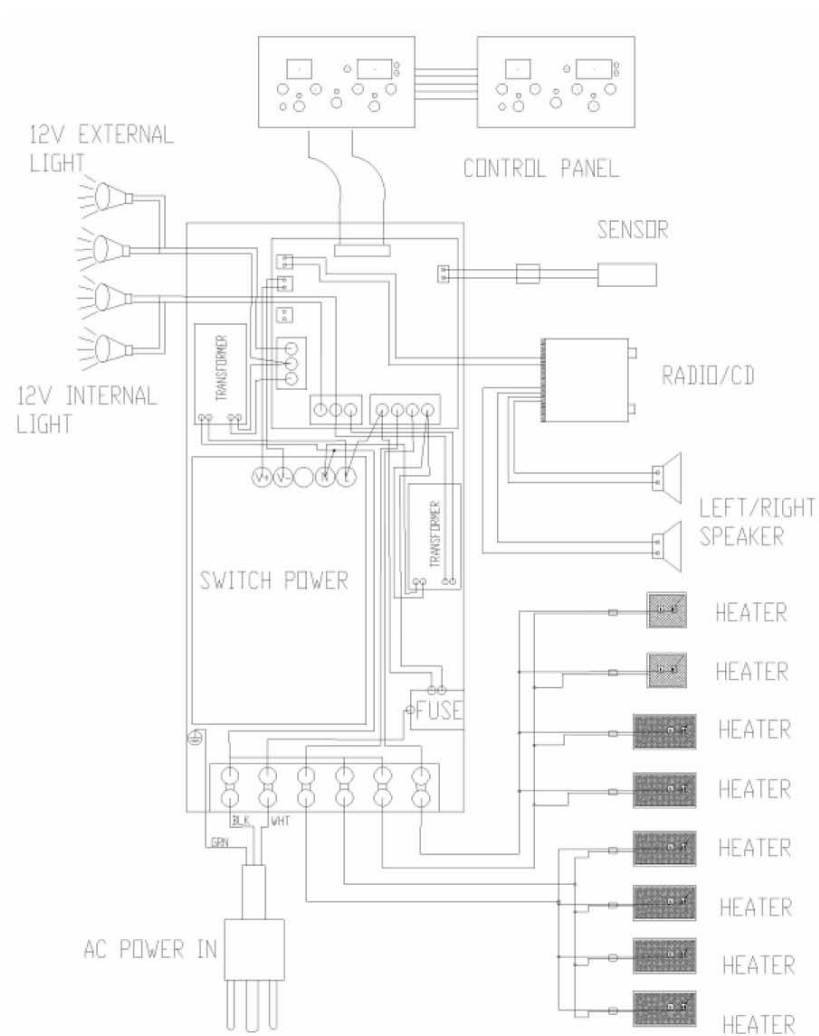 12V EXTERNAL
LIGHT
CONTROL PANEL
SENSOR
TRANSFORMER
12V INTERNAL
LIGHT
RADIO/CD
V+
V-
N
L
TRANSFORMER
LEFT/RIGHT
SPEAKER
SWITCH POWER
HEATER
HEATER
FUSE
HEATER
HEATER
BLK
WHT
GRN
HEATER
HEATER
AC POWER IN
HEATER
HEATER